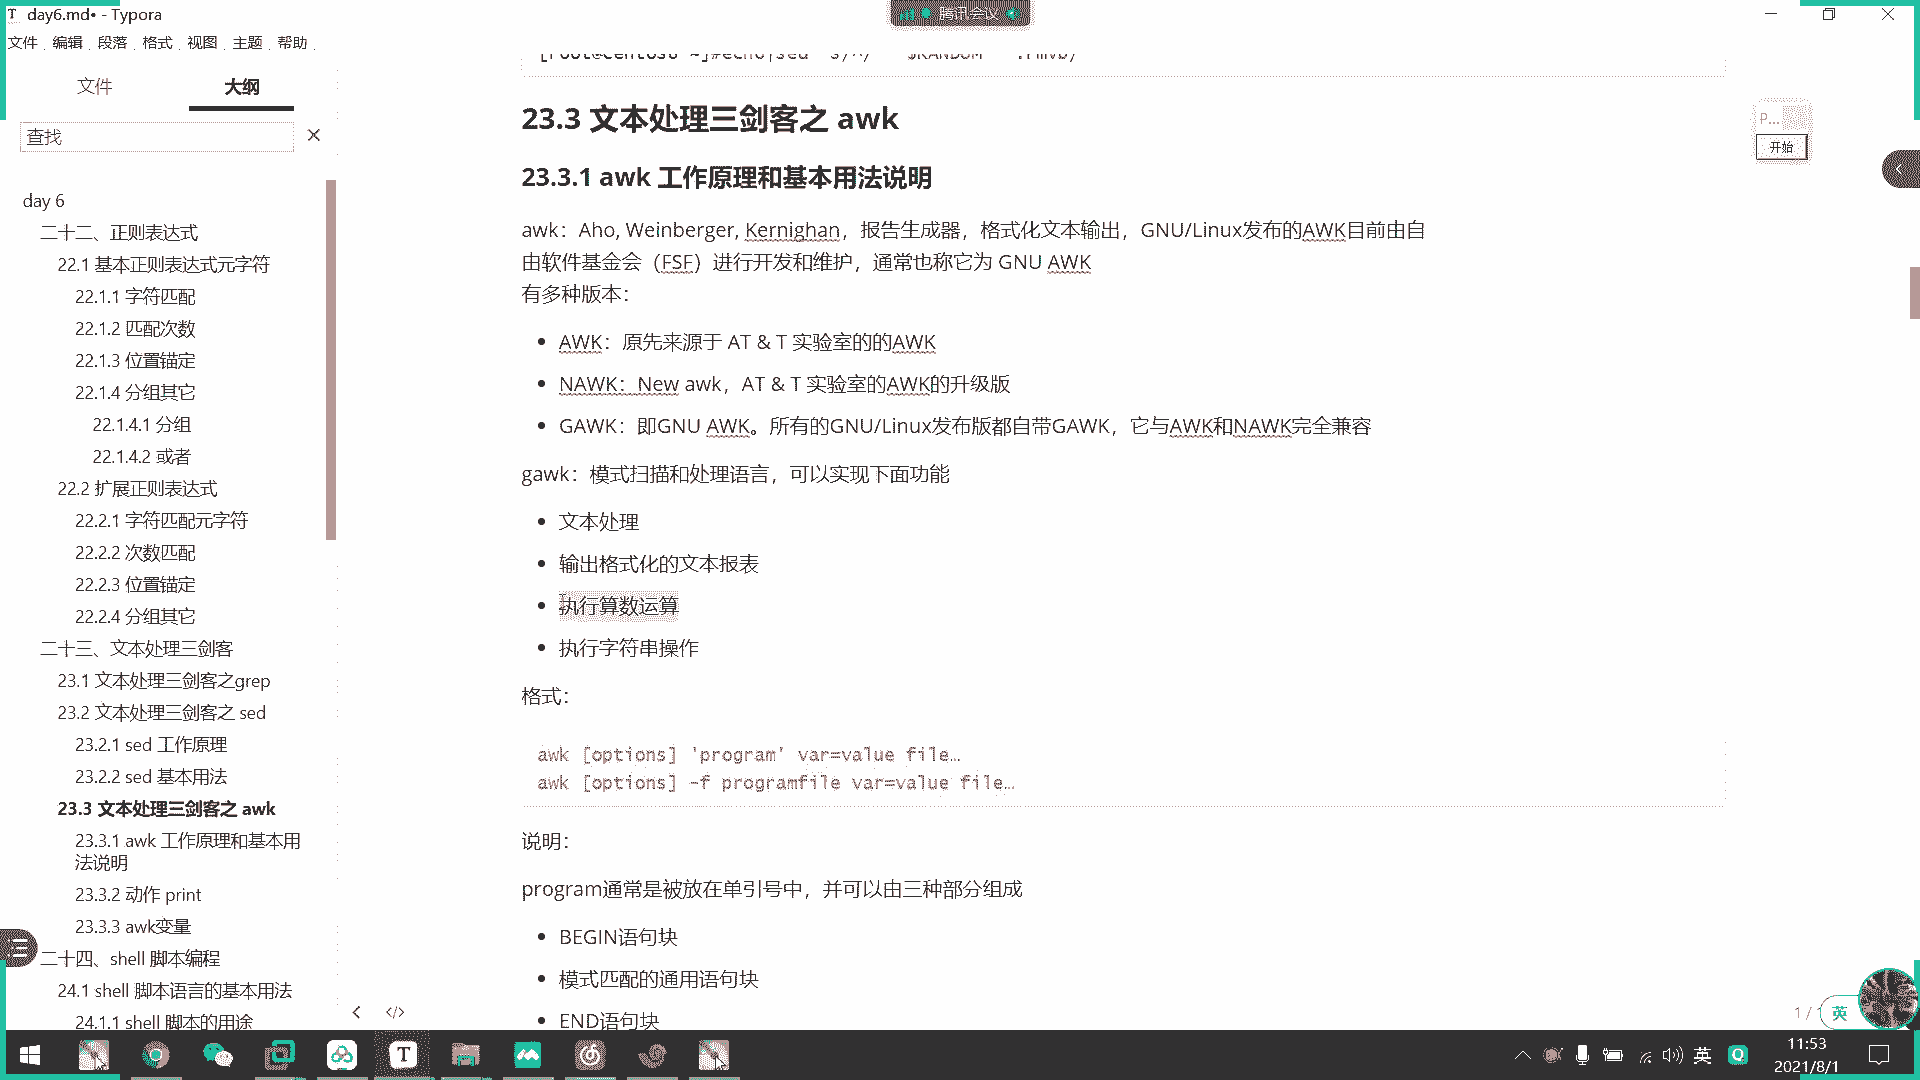 day6.md• - Typora
腾讯会议
文件 编辑 段落 格式 视图 主题 帮助
文件 大纲
查找
day 6
二十二、正则表达式
22.1 基本正则表达式元字符
22.1.1 字符匹配
22.1.2 匹配次数
22.1.3 位置锚定
22.1.4 分组其它
22.1.4.1 分组
22.1.4.2 或者
22.2 扩展正则表达式
22.2.1 字符匹配元字符
22.2.2 次数匹配
22.2.3 位置锚定
22.2.4 分组其它
二十三、文本处理三剑客
23.1 文本处理三剑客之grep
23.2 文本处理三剑客之 sed
23.2.1 sed 工作原理
23.2.2 sed 基本用法
23.3 文本处理三剑客之 awk
23.3.1 awk 工作原理和基本用
法说明
23.3.2 动作 print
23.3.3 awk变量
二十四、shell 脚本编程
24.1 shell 脚本语言的基本用法
24.1.1 shell 脚本的用途
23.3 文本处理三剑客之 awk
23.3.1 awk 工作原理和基本用法说明
awk：Aho, Weinberger, Kernighan，报告生成器，格式化文本输出，GNU/Linux发布的AWK目前由自
由软件基金会（FSF）进行开发和维护，通常也称它为 GNU AWK
有多种版本：
• AWK：原先来源于 AT & T 实验室的的AWK
• NAWK：New awk，AT & T 实验室的AWK的升级版
• GAWK：即GNU AWK。所有的GNU/Linux发布版都自带GAWK，它与AWK和NAWK完全兼容
gawk：模式扫描和处理语言，可以实现下面功能
• 文本处理
• 输出格式化的文本报表
• 执行算数运算
• 执行字符串操作
格式：
awk [options] 'program' var=value file…
awk [options] -f programfile var=value file…
说明：
program通常是被放在单引号中，并可以由三种部分组成
• BEGIN语句块
• 模式匹配的通用语句块
• END语句块
P...
开始
1 /
英
英
11:53
2021/8/1